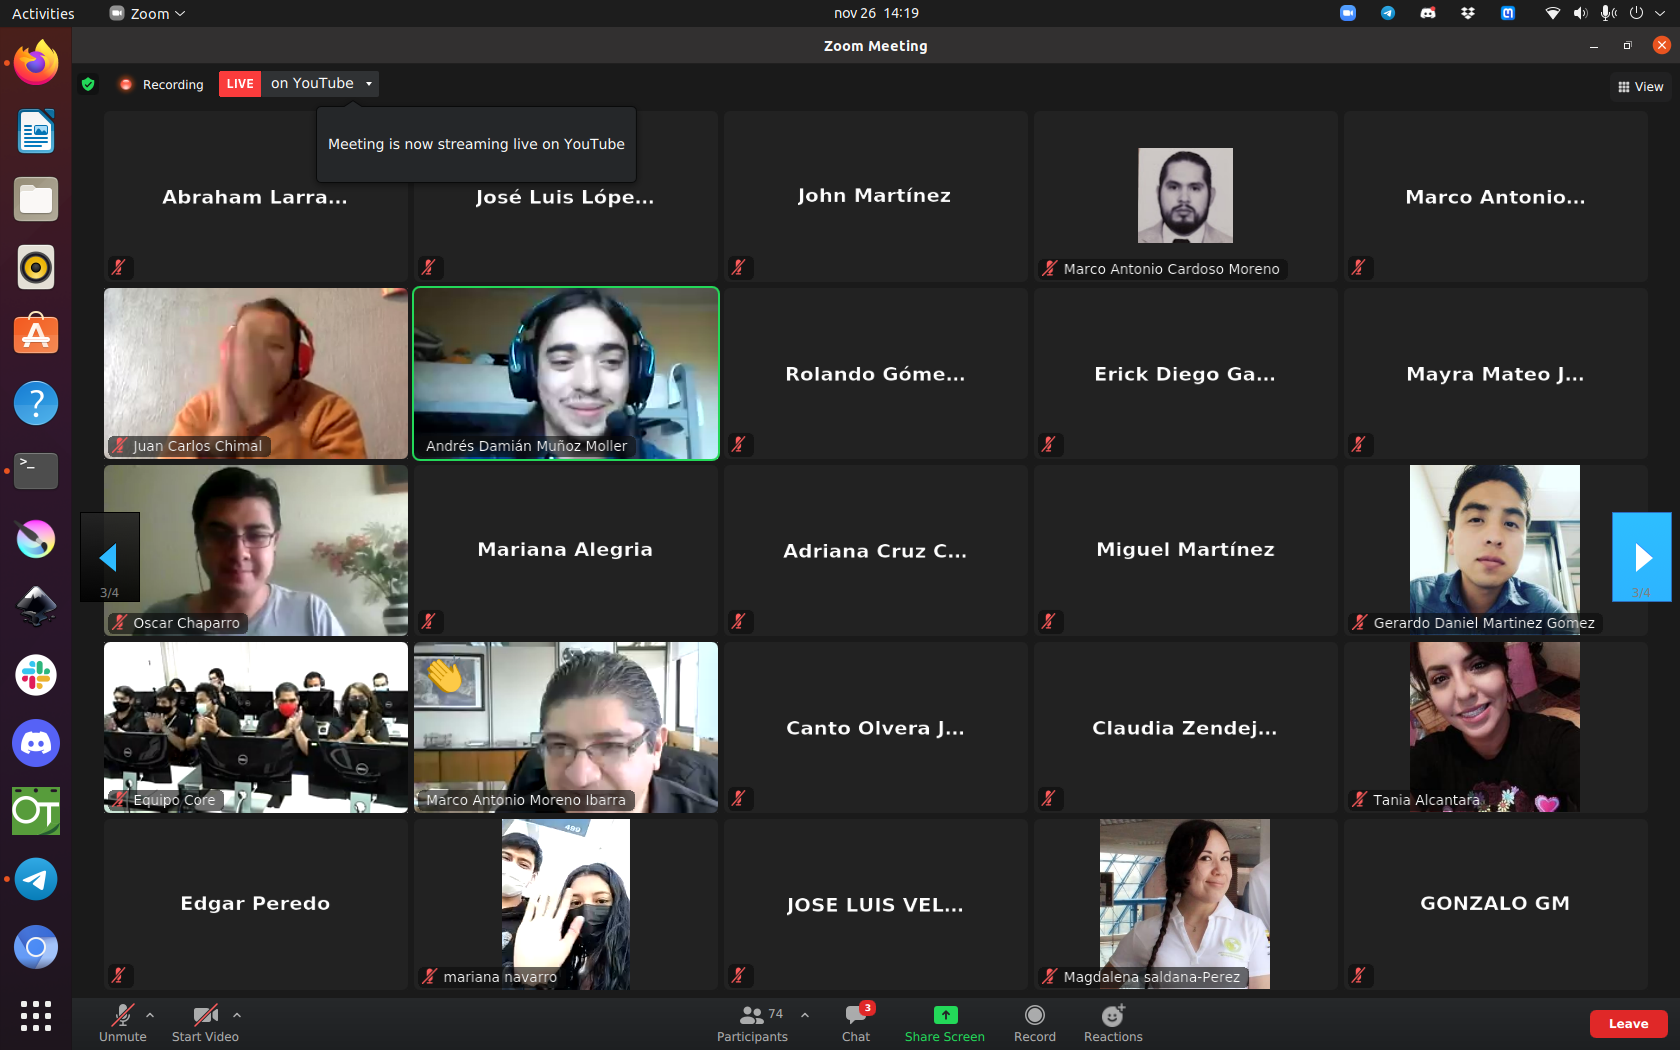 Activities
Zoom
nov 26 14:19
Zoom Meeting
Recording
LIVE
on YouTube
View
Meeting is now streaming live on YouTube
Abraham Larra...
José Luis Lópe...
John Martínez
Marco Antonio Cardoso Moreno
Marco Antonio...
Juan Carlos Chimal
Andrés Damián Muñoz Moller
Rolando Góme...
Erick Diego Ga...
Mayra Mateo J...
3/4
Oscar Chaparro
Mariana Alegria
Adriana Cruz C...
Miguel Martínez
Gerardo Daniel Martinez Gomez
3/4
Equipo Core
Marco Antonio Moreno Ibarra
Canto Olvera J...
Claudia Zendej...
Tania Alcantara
Edgar Peredo
499
mariana navarro
JOSE LUIS VEL...
Magdalena saldana-Perez
GONZALO GM
Unmute
Start Video
74
Participants
3
Chat
Share Screen
Record
Reactions
Leave